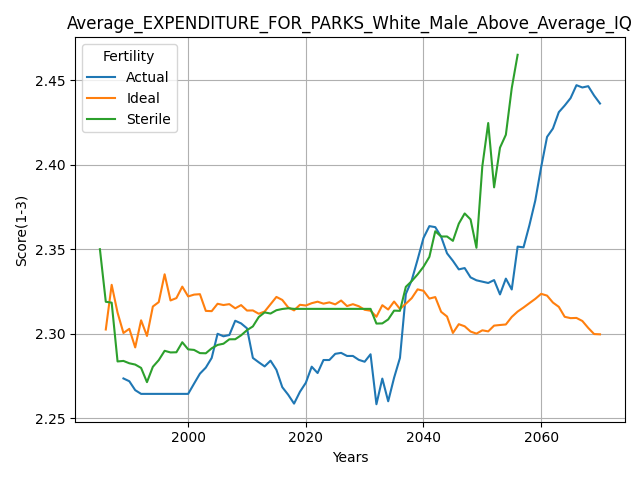 Average_EXPENDITURE_FOR_PARKS_White_Male_Above_Average_IQ
Fertility
Actual
Ideal
Sterile
Score(1-3)
2.45
2.40
2.35
2.30
2.25
2000
2020
2040
2060
Years